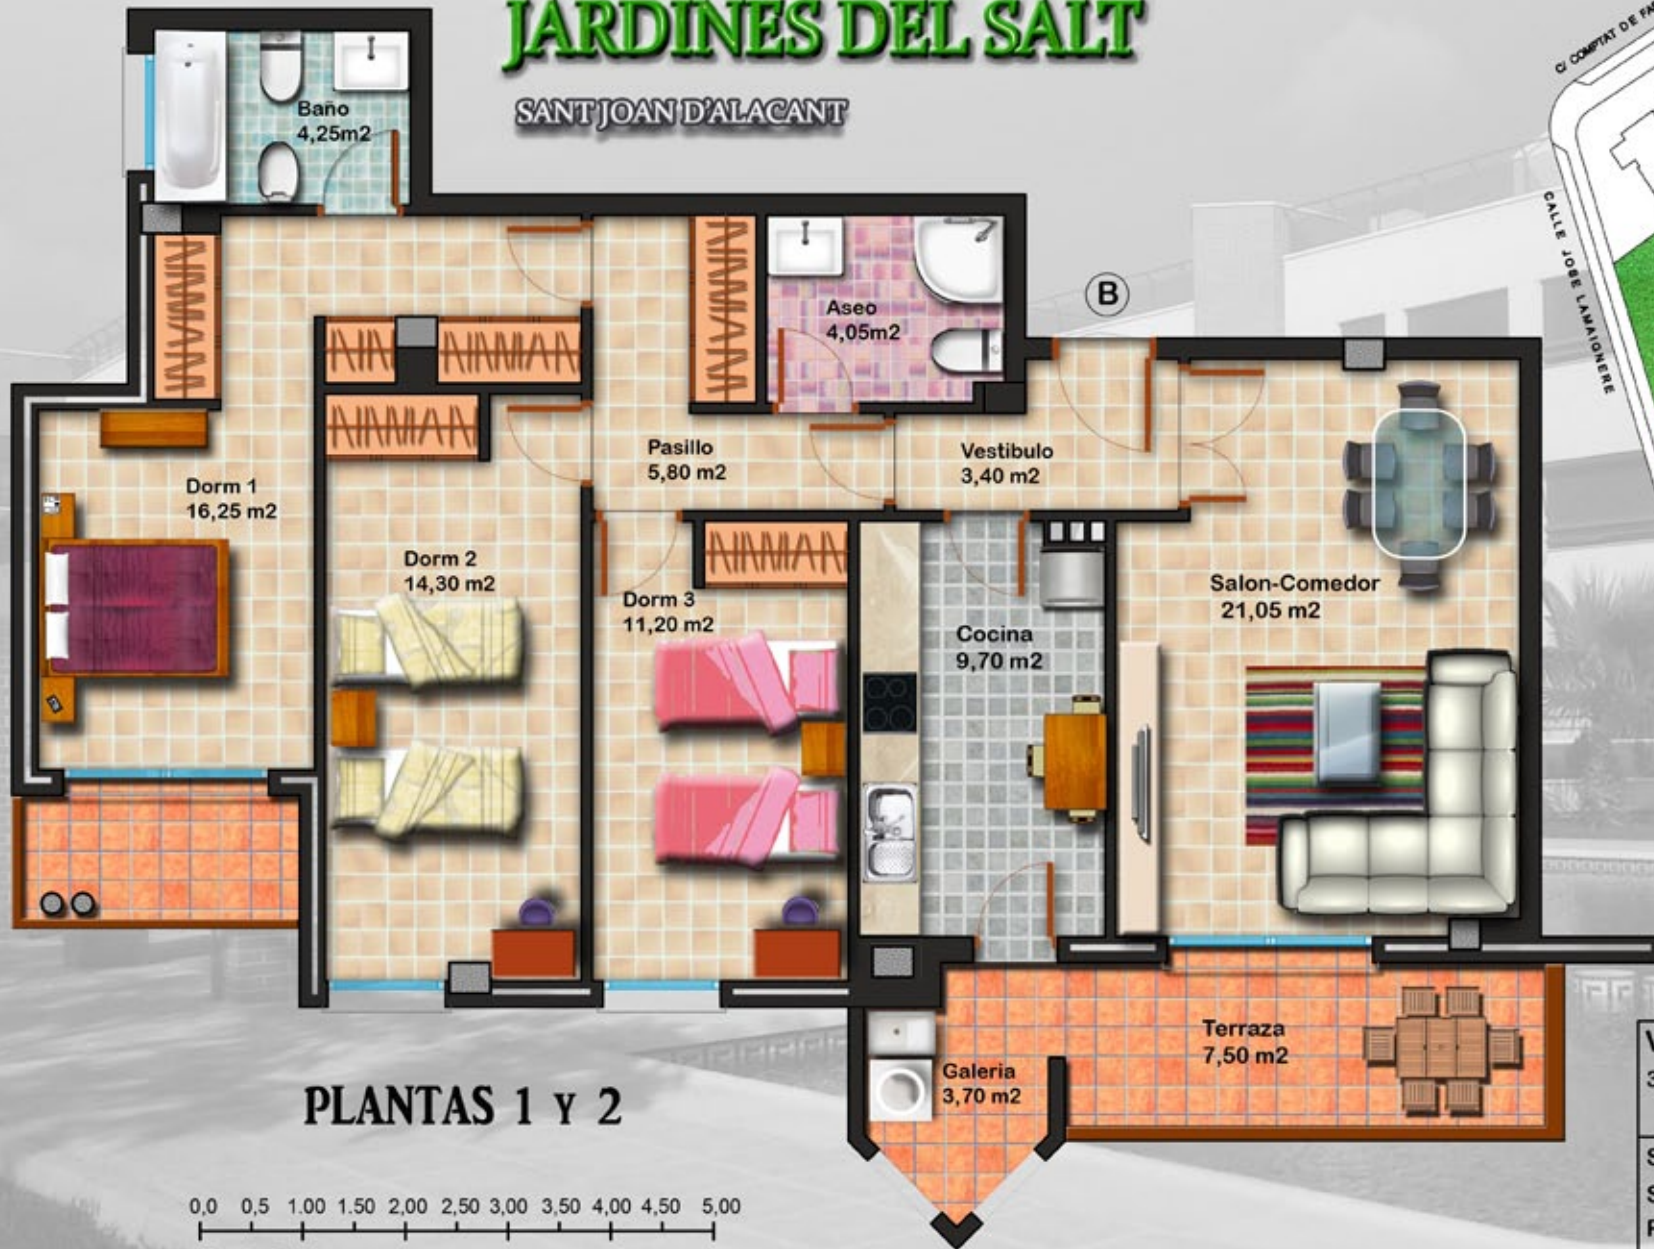 JARDINES DEL SALT
SANT JOAN D'ALACANT
Baño
4,25m2
Aseo
4,05m2
B
CALLE JOSE LAMAIGNERE
Pasillo
5,80 m2
Vestibulo
3,40 m2
Dorm 1
16,25 m2
Dorm 2
14,30 m2
Dorm 3
11,20 m2
Cocina
9,70 m2
Salon-Comedor
21,05 m2
Terraza
7,50 m2
Galeria
3,70 m2
PLANTAS 1 Y 2
0,0 0,5 1.00 1.50 2,00 2,50 3,00 3,50 4,00 4,50 5,00
C/ COMPTAT DE